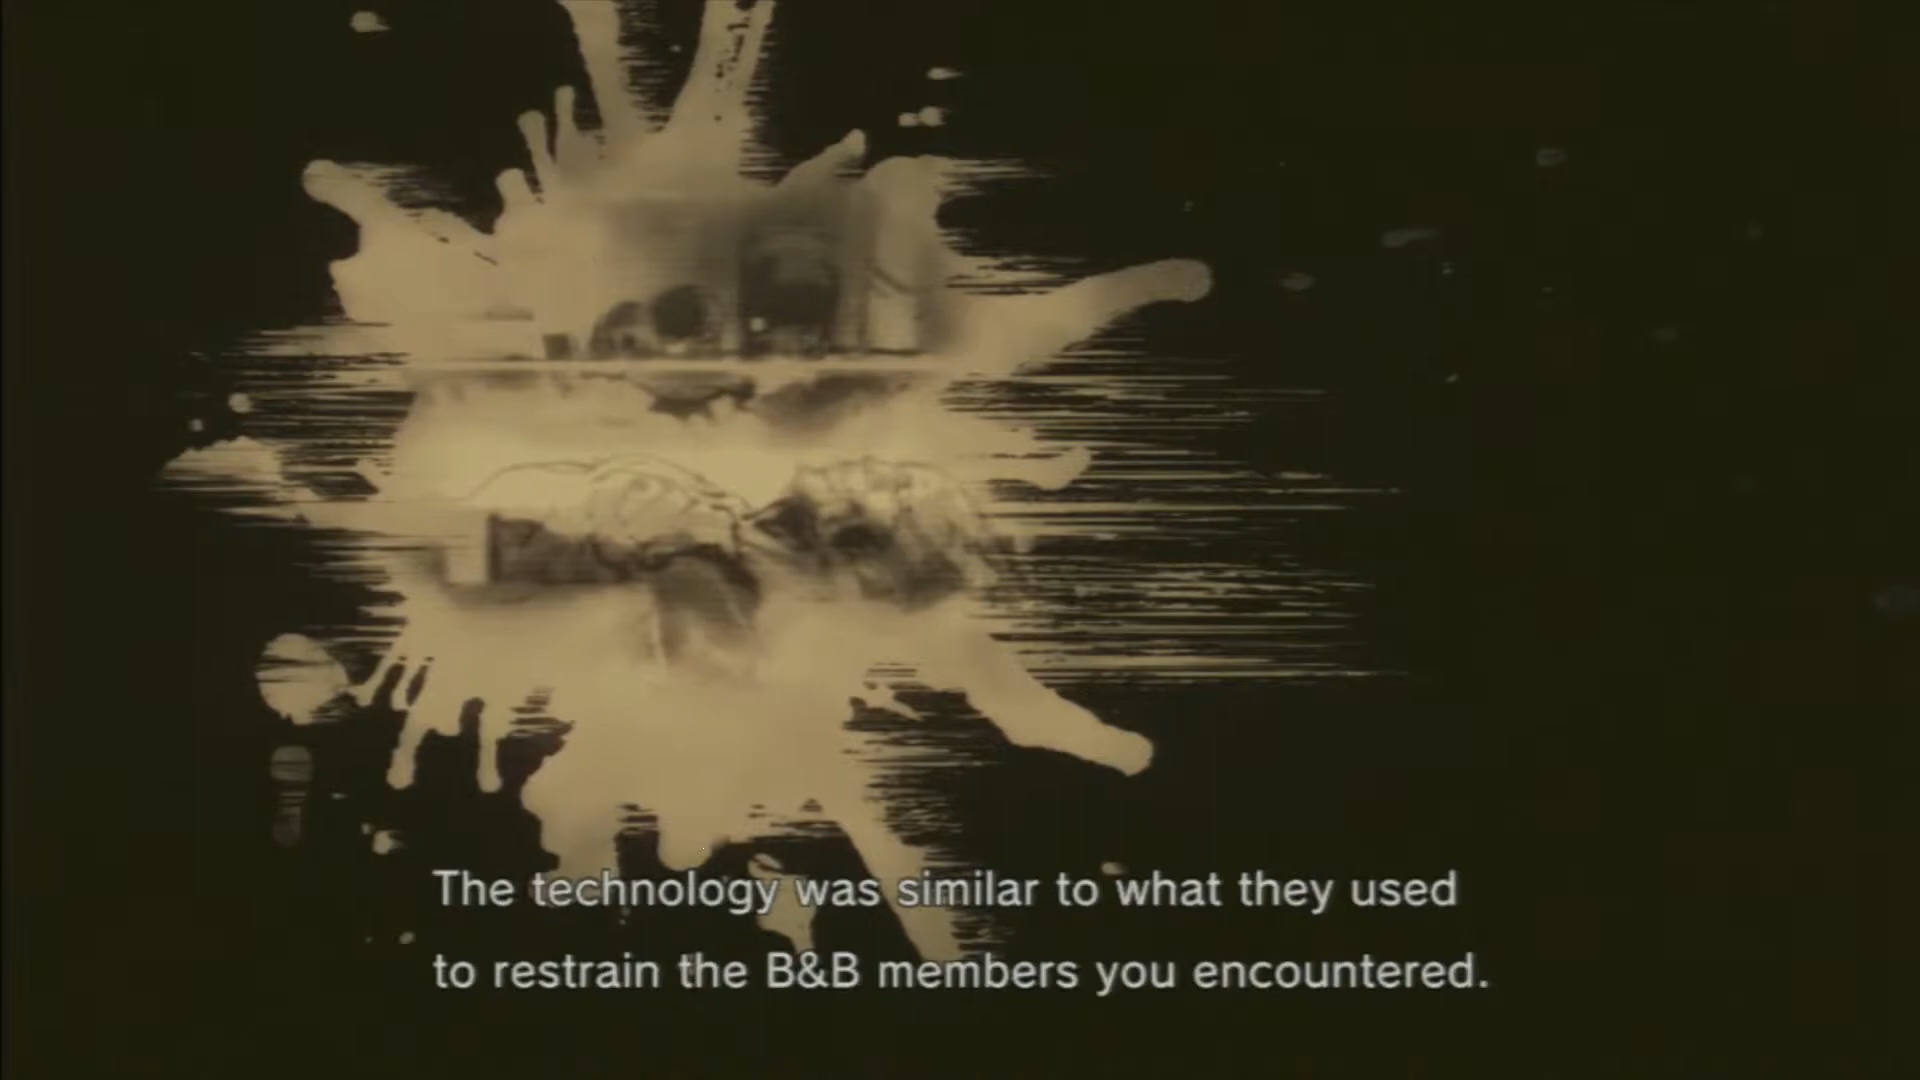 The technology was similar to what they used
to restrain the B&B members you encountered.